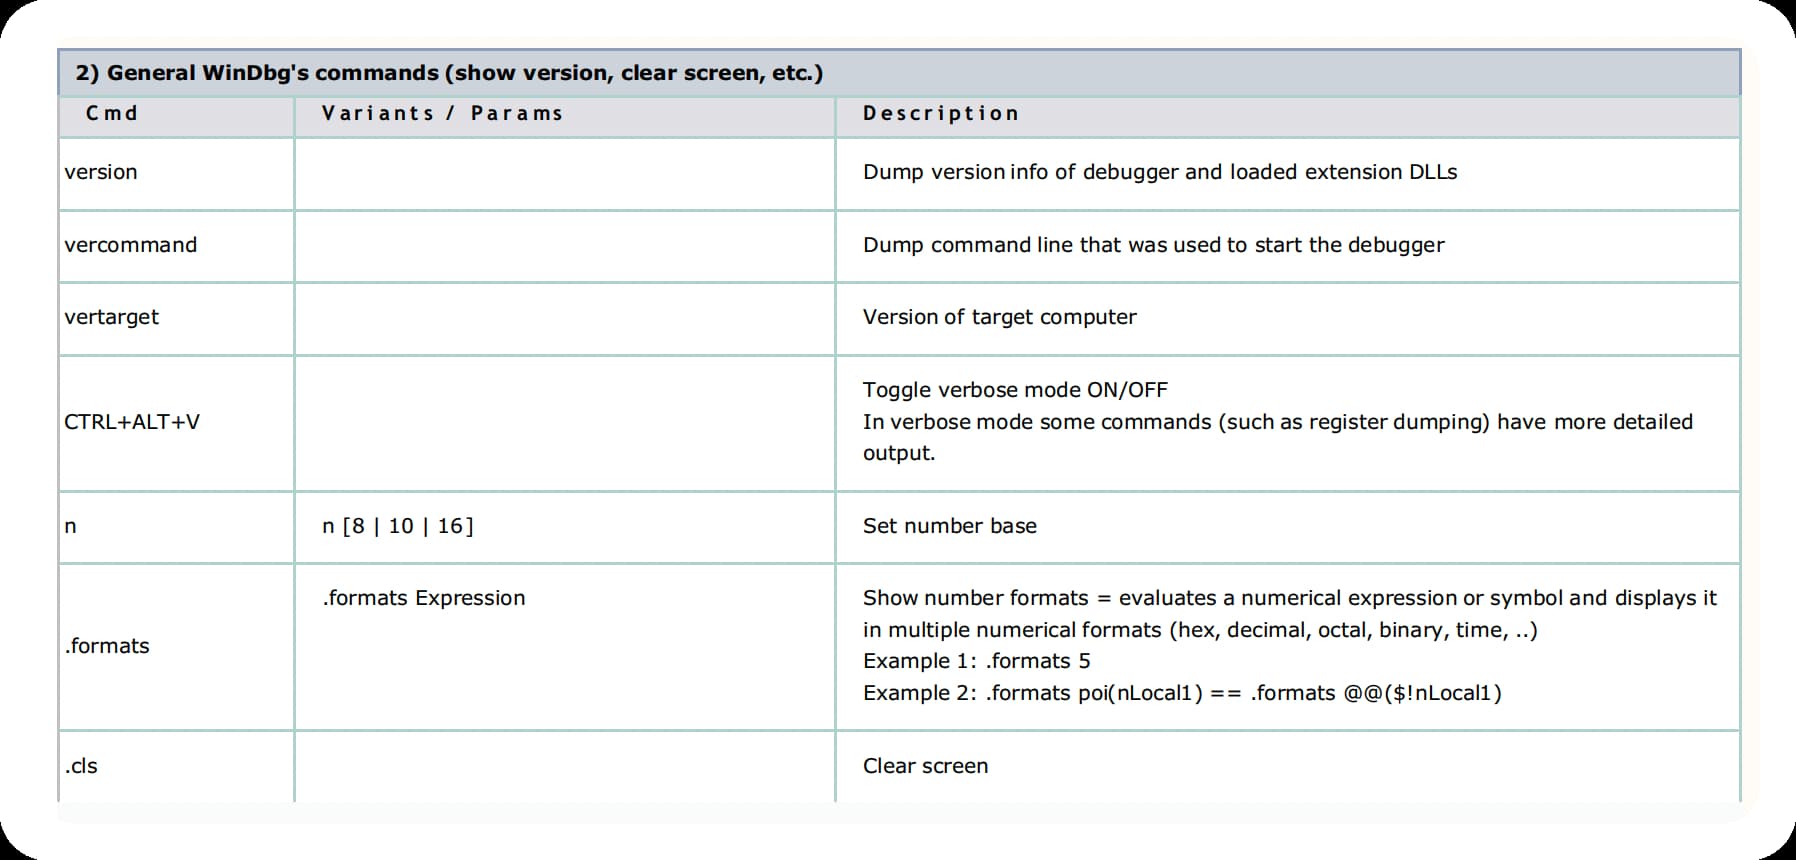 2) General WinDbg's commands (show version, clear screen, etc.)
Cmd Variants / Params Description
version Dump version info of debugger and loaded extension DLLs
vercommand Dump command line that was used to start the debugger
vertarget Version of target computer
CTRL+ALT+V Toggle verbose mode ON/OFF
In verbose mode some commands (such as register dumping) have more detailed
output.
n n [8 | 10 | 16] Set number base
.formats .formats Expression Show number formats = evaluates a numerical expression or symbol and displays it
in multiple numerical formats (hex, decimal, octal, binary, time, ..)
Example 1: .formats 5
Example 2: .formats poi(nLocal1) == .formats @@($!nLocal1)
.cls Clear screen